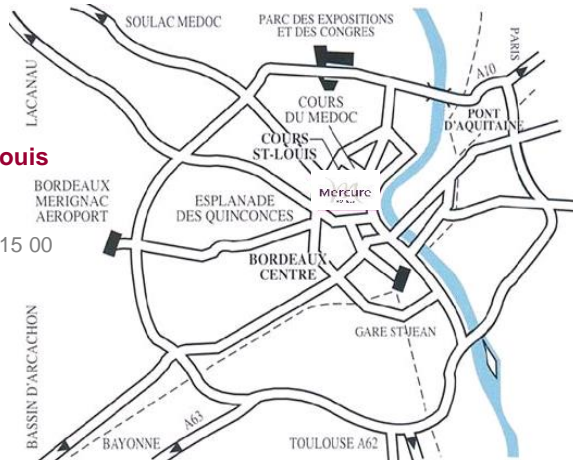 SOULAC MEDOC
PARC DES EXPOSITIONS
ET DES CONGRES
PARIS
A10
LACANAU
COURS
DU MEDOC
PONT
D'AQUITAINE
COURS
ST-LOUIS
ouis
BORDEAUX
MERIGNAC
AEROPORT
ESPLANADE
DES QUINCONCES
Mercure
15 00
BORDEAUX
CENTRE
GARE ST JEAN
BASSIN D'ARCACHON
A63
BAYONNE
TOULOUSE A62